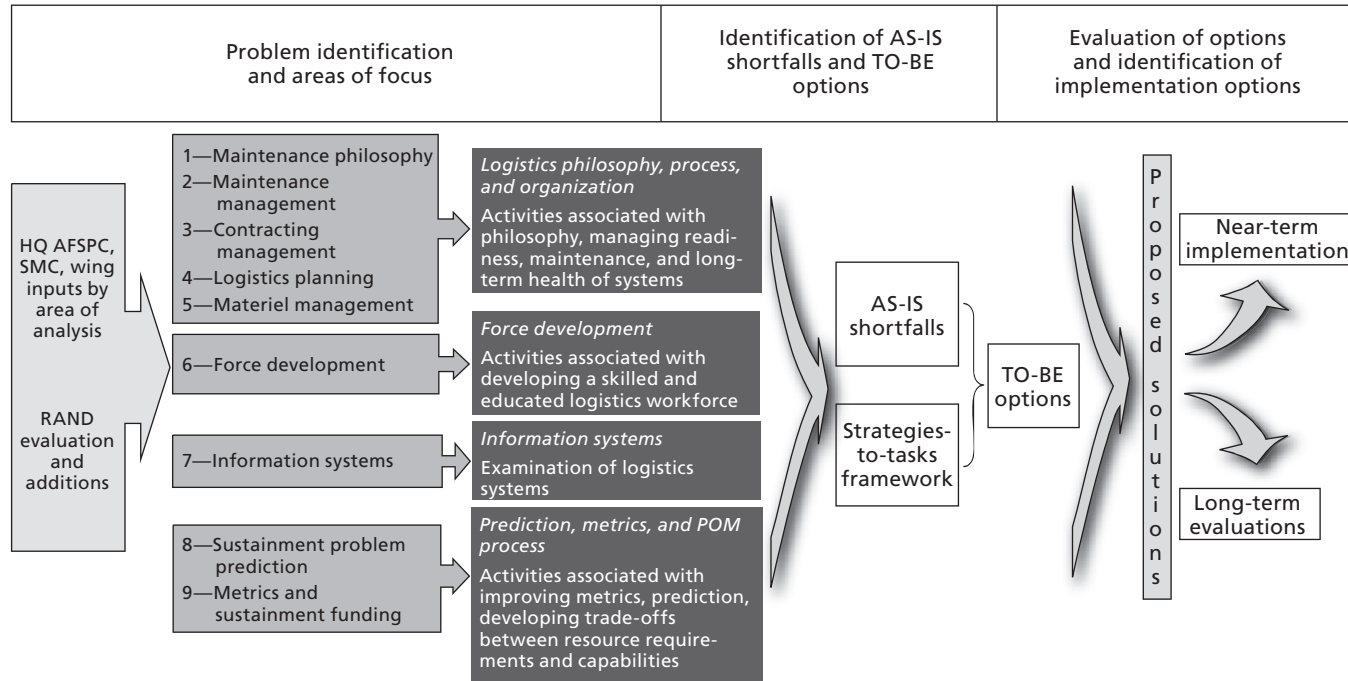 Problem identification
and areas of focus
Identification of AS-IS
shortfalls and TO-BE
options
Evaluation of options
and identification of
implementation options
HQ AFSPC,
SMC, wing
inputs by
area of
analysis
RAND
evaluation
and
additions
1—Maintenance philosophy
2—Maintenance
management
3—Contracting
management
4—Logistics planning
5—Materiel management
6—Force development
7—Information systems
8—Sustainment problem
prediction
9—Metrics and
sustainment funding
Logistics philosophy, process,
and organization
Activities associated with
philosophy, managing readi-
ness, maintenance, and long-
term health of systems
Force development
Activities associated with
developing a skilled and
educated logistics workforce
Information systems
Examination of logistics
systems
Prediction, metrics, and POM
process
Activities associated with
improving metrics, prediction,
developing trade-offs
between resource require-
ments and capabilities
AS-IS
shortfalls
Strategies-
to-tasks
framework
TO-BE
options
Proposed solutions
Near-term
implementation
Long-term
evaluations